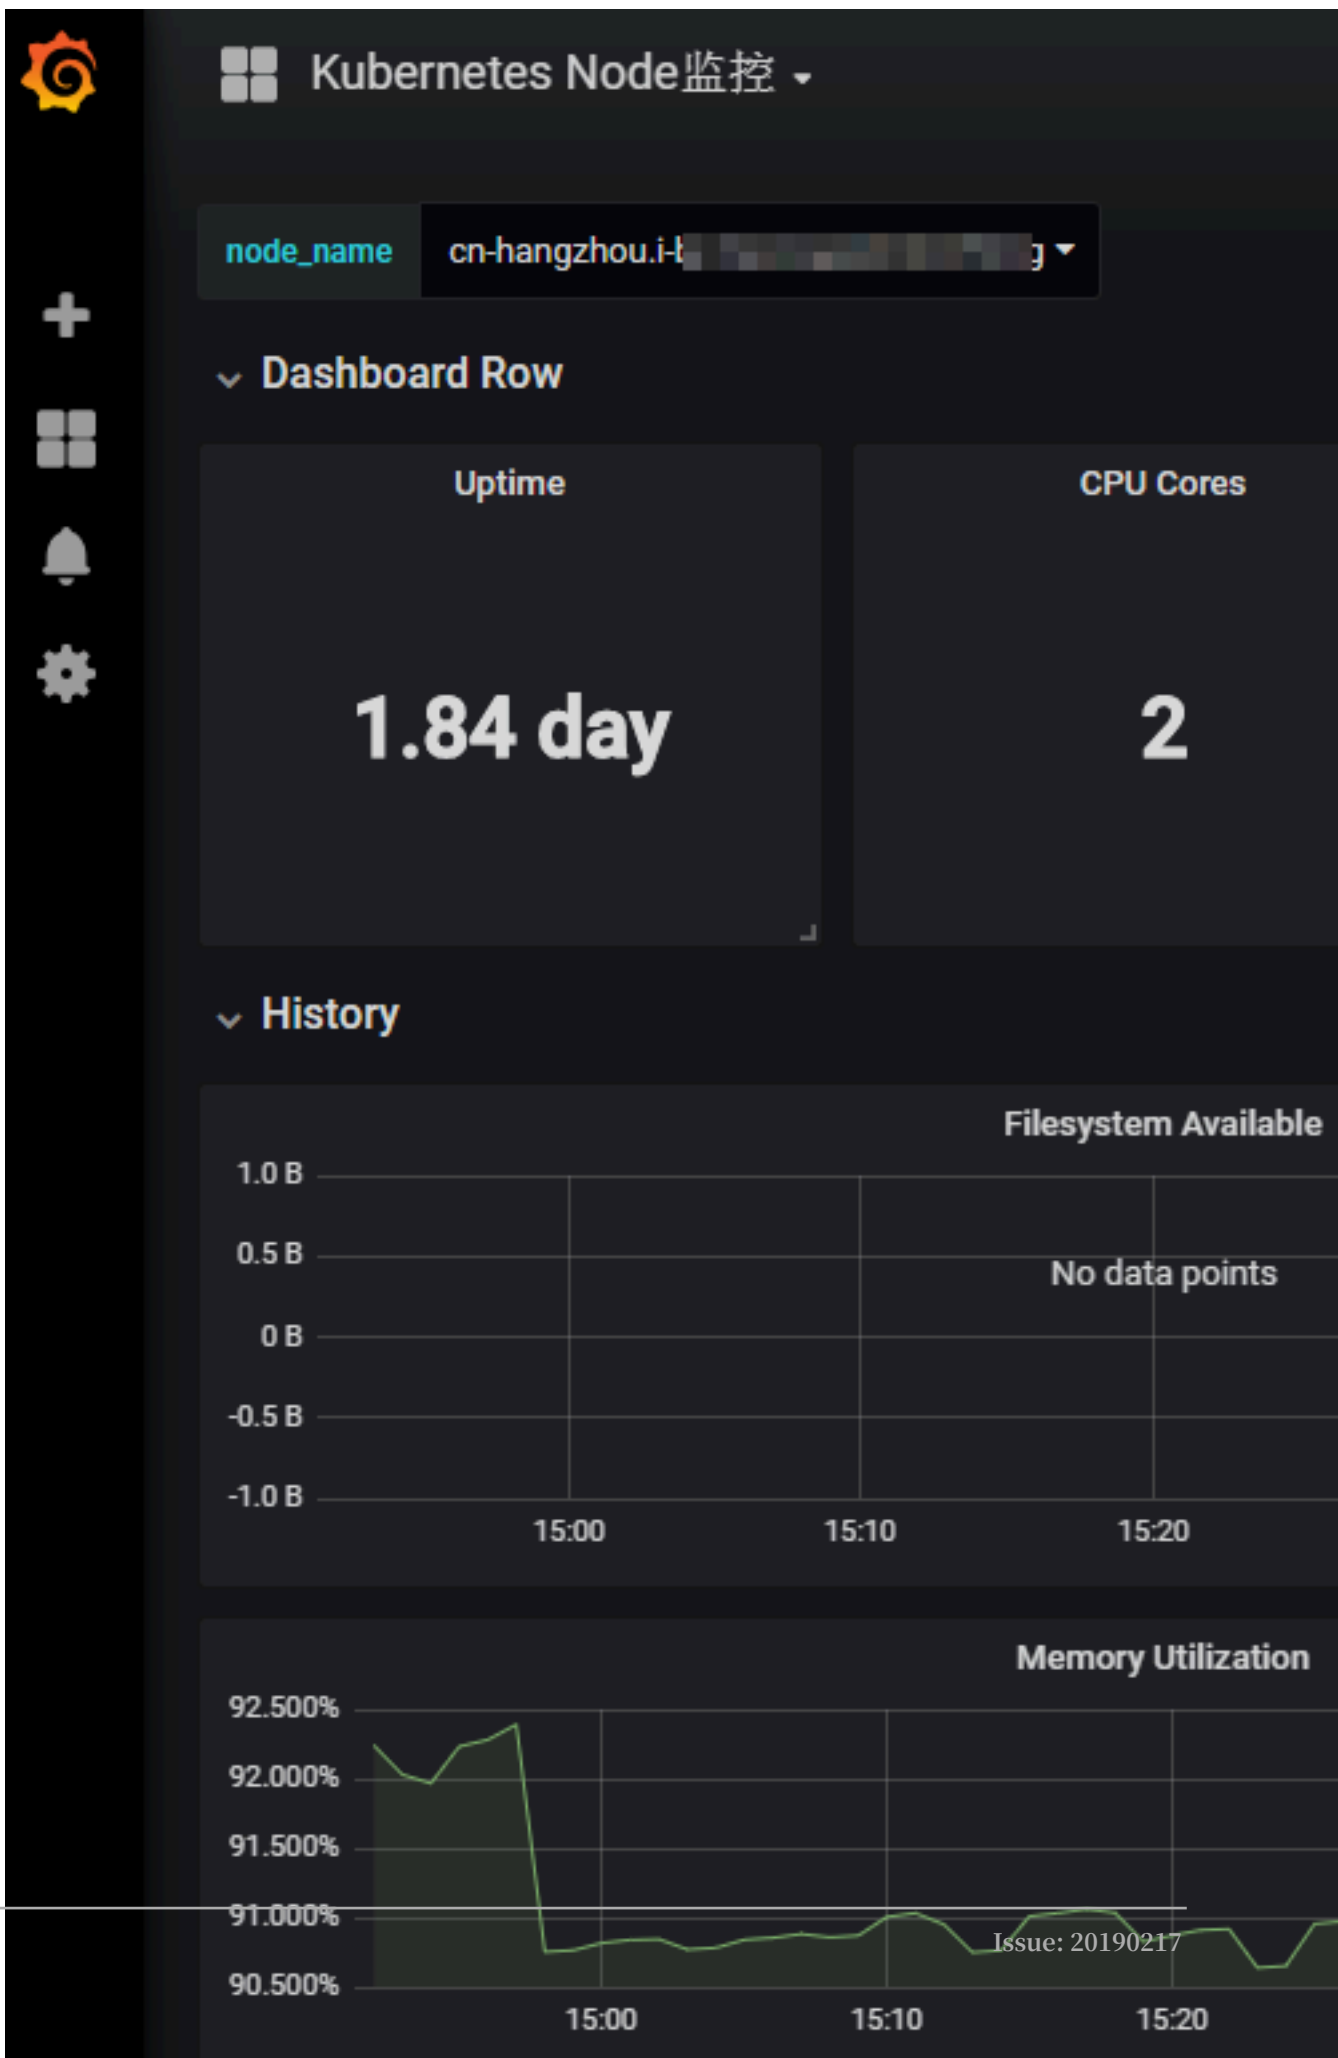 Kubernetes Node监控
node_name cn-hangzhou.i-
Dashboard Row
Uptime
CPU Cores
1.84 day
2
History
Filesystem Available
1.0 B
0.5 B
No data points
0 B
-0.5 B
-1.0 B
15:00 15:10 15:20
Memory Utilization
92.500%
92.000%
91.500%
91.000%
Issue: 20190217
90.500%
15:00 15:10 15:20